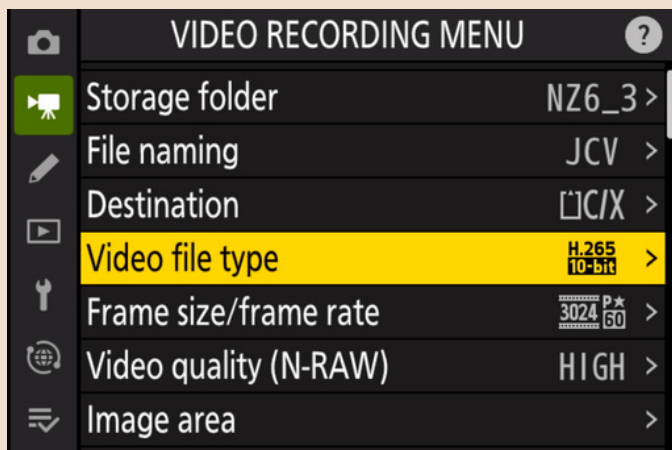 VIDEO RECORDING MENU ?
Storage folder NZ6_3 >
File naming JCV >
Destination C/X >
Video file type H.265 10-bit >
Frame size/frame rate 3024 P★ 60 >
Video quality (N-RAW) HIGH >
Image area >